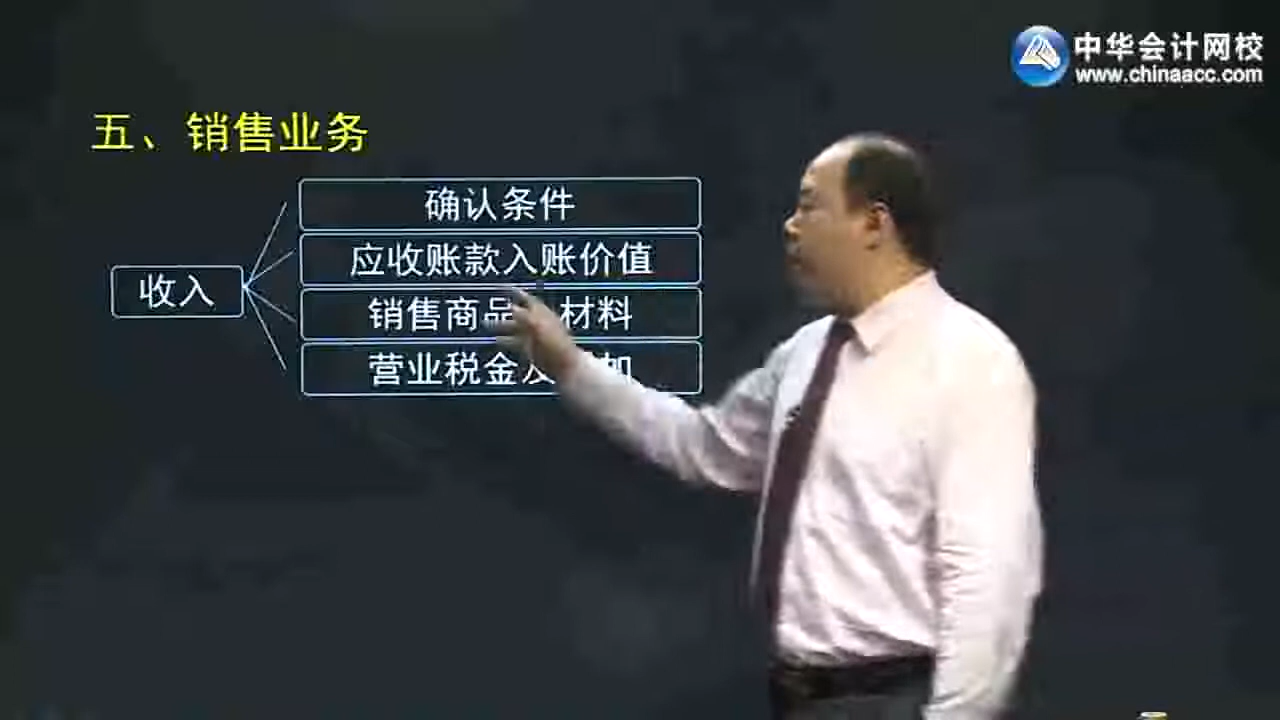 中华会计网校
www.chinaacc.com
五、销售业务
确认条件
应收账款入账价值
收入
销售商品 材料
营业税金及 加